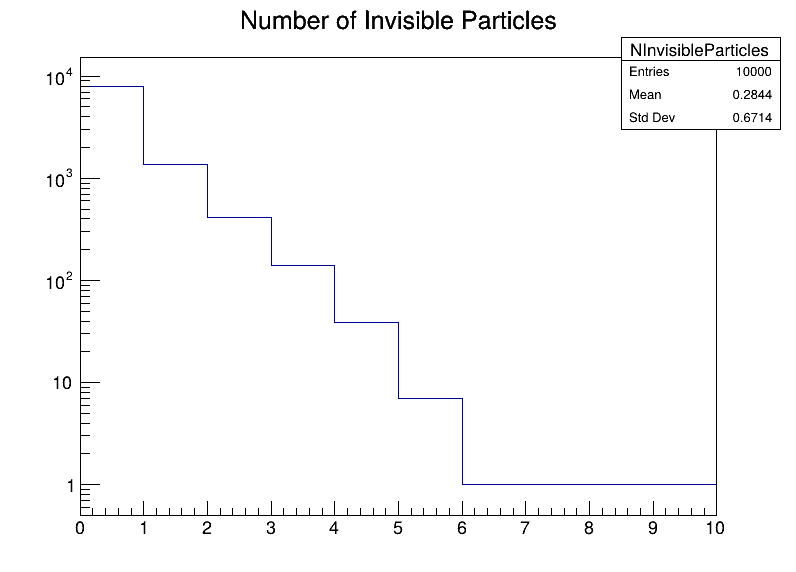 Number of Invisible Particles
NInvisibleParticles
Entries 10000
Mean 0.2844
Std Dev 0.6714
10^4
10^3
10^2
10
1
0 1 2 3 4 5 6 7 8 9 10